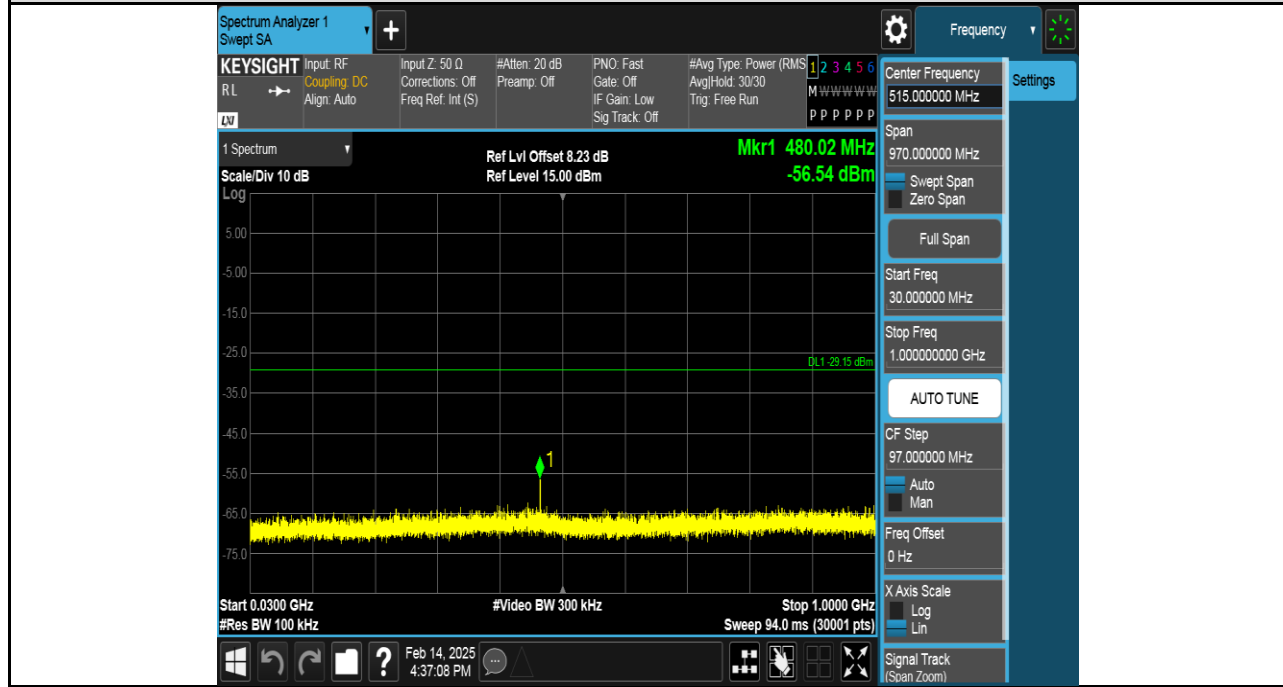 Spectrum Analyzer 1
Swept SA
+
Frequency
KEYSIGHT
RL
LXI
Input: RF
Coupling: DC
Align: Auto
Input Z: 50 Ω
Corrections: Off
Freq Ref: Int (S)
#Atten: 20 dB
Preamp: Off
PNO: Fast
Gate: Off
IF Gain: Low
Sig Track: Off
#Avg Type: Power (RMS
Avg|Hold: 30/30
Trig: Free Run
1 2 3 4 5 6
M W W W W W
P P P P P P
Center Frequency
515.000000 MHz
Settings
1 Spectrum
Scale/Div 10 dB
Ref Lvl Offset 8.23 dB
Ref Level 15.00 dBm
Mkr1 480.02 MHz
-56.54 dBm
Log
5.00
-5.00
-15.0
-25.0
-35.0
-45.0
-55.0
-65.0
-75.0
DL1 -29.15 dBm
1
Start 0.0300 GHz
#Res BW 100 kHz
#Video BW 300 kHz
Stop 1.0000 GHz
Sweep 94.0 ms (30001 pts)
Span
970.000000 MHz
Swept Span
Zero Span
Full Span
Start Freq
30.000000 MHz
Stop Freq
1.000000000 GHz
AUTO TUNE
CF Step
97.000000 MHz
Auto
Man
Freq Offset
0 Hz
X Axis Scale
Log
Lin
Signal Track
(Span Zoom)
?
Feb 14, 2025
4:37:08 PM